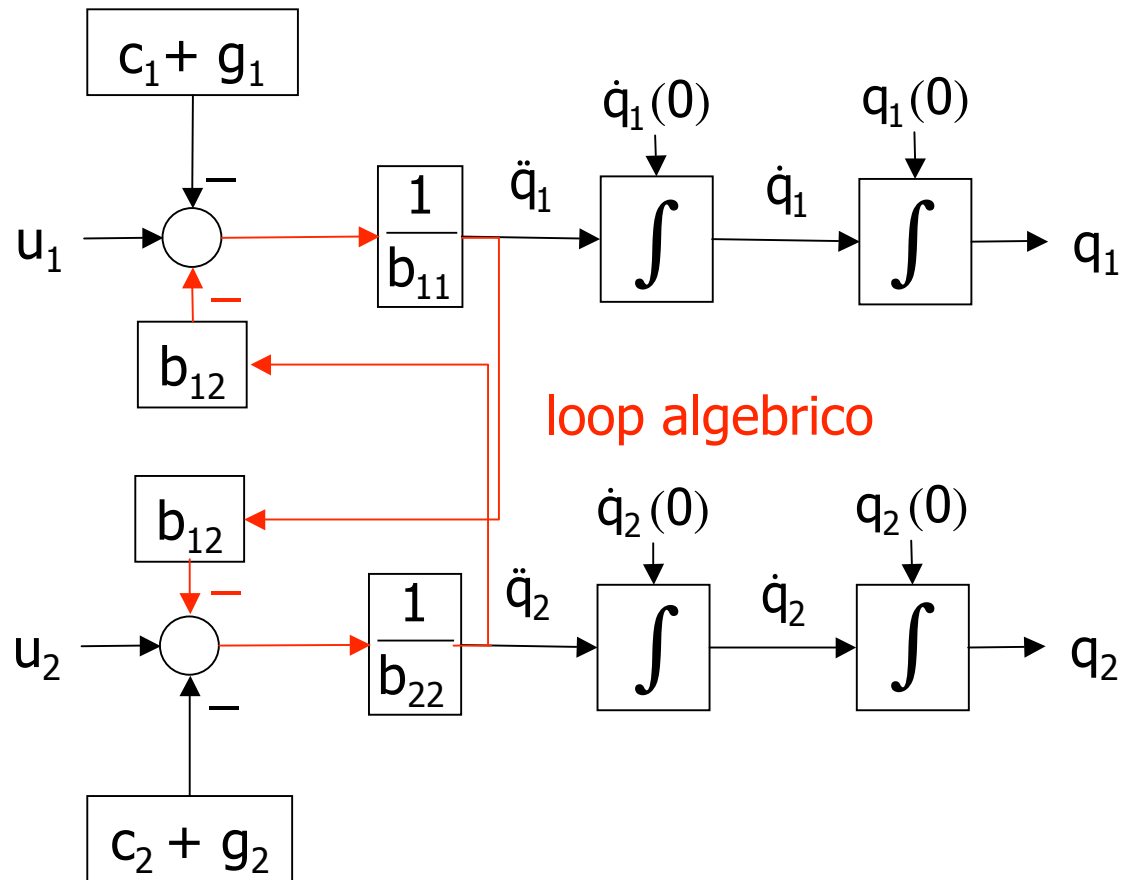 c₁ + g₁
q̇₁(0)
q₁(0)
–
1
q̈₁
q̇₁
u₁
∫
∫
q₁
b₁₁
–
b₁₂
loop algebrico
b₁₂
q̇₂(0)
q₂(0)
–
1
q̈₂
q̇₂
u₂
∫
∫
q₂
b₂₂
–
c₂ + g₂